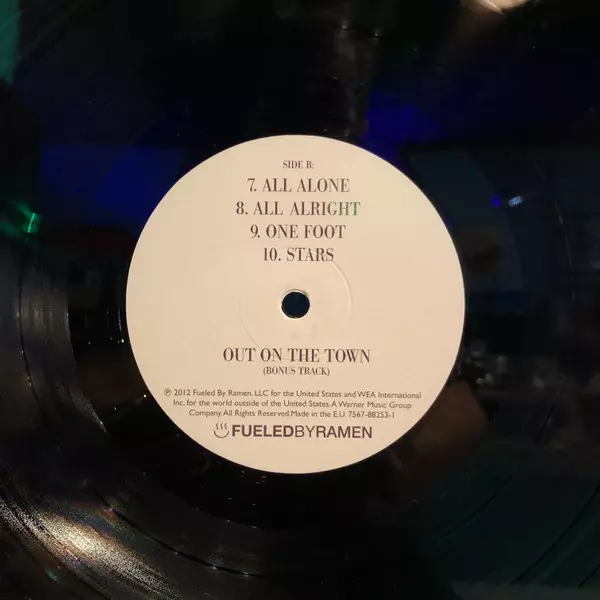 SIDE B:
7. ALL ALONE
8. ALL ALRIGHT
9. ONE FOOT
10. STARS
OUT ON THE TOWN
(BONUS TRACK)
℗ 2012 Fueled By Ramen, LLC for the United States and WEA International
Inc. for the world outside of the United States. A Warner Music Group
Company. All Rights Reserved. Made in the E.U. 7567-88253-1
FUELEDBYRAMEN